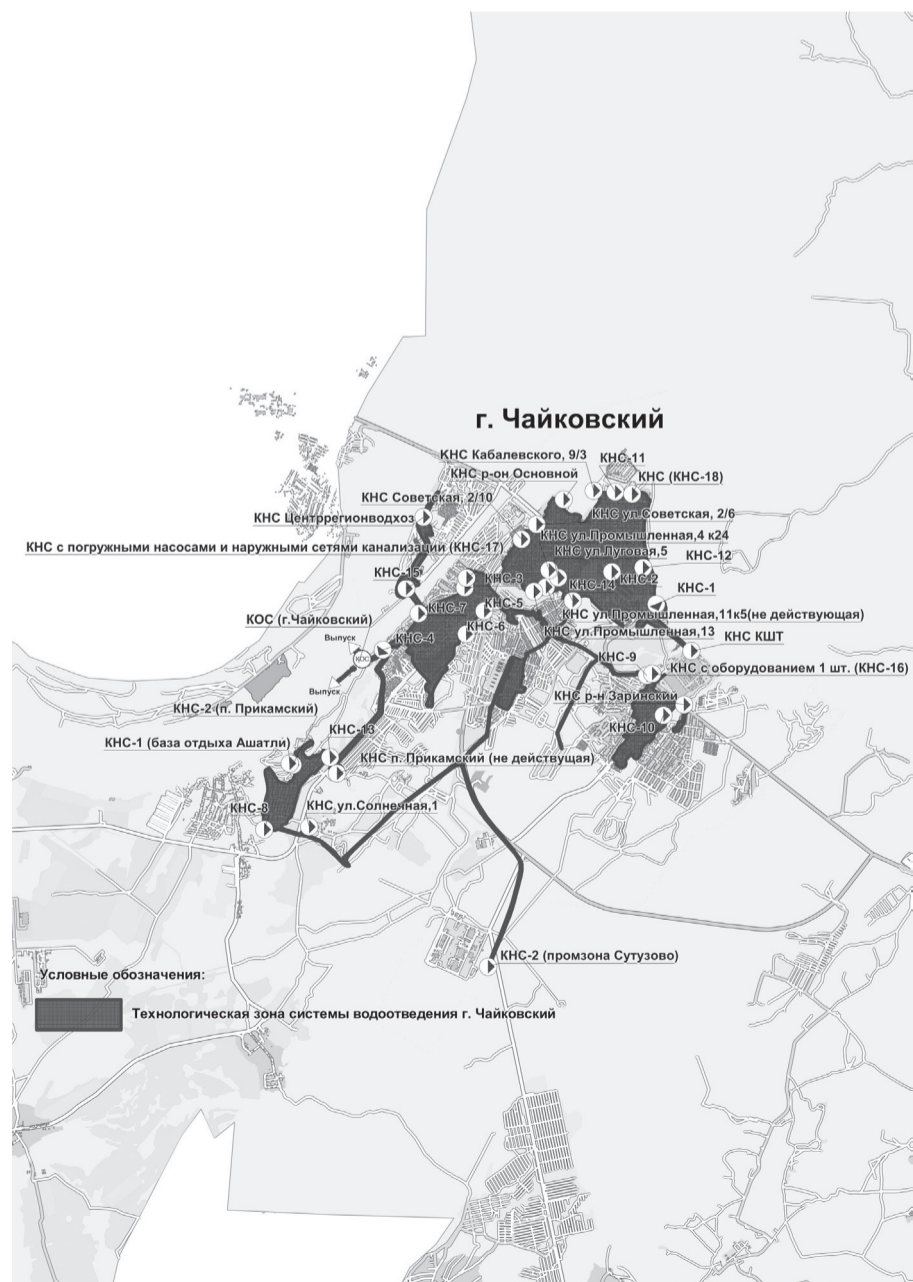 г. Чайковский
КНС Кабалевского, 9/3
КНС-11
КНС р-он Основной
КНС (КНС-18)
КНС Советская, 2/10
КНС ул.Советская, 2/6
КНС Центррегионводхоз
КНС ул.Промышленная,4 к24
КНС с погружными насосами и наружными сетями канализации (КНС-17)
КНС ул.Луговая,5
КНС-12
КНС-15
КНС-3
КНС-14
КНС-2
КНС-1
КНС-7
КНС-5
КНС ул.Промышленная,11к5(не действующая)
КОС (г.Чайковский)
КНС-6
КНС ул.Промышленная,13
Выпуск
КНС-4
КНС КШТ
КОС
КНС-9
КНС с оборудованием 1 шт. (КНС-16)
Выпуск
КНС-2 (п. Прикамский)
КНС р-н Заринский
КНС-10
КНС-13
КНС-1 (база отдыха Ашатли)
КНС п. Прикамский (не действущая)
КНС-8
КНС ул.Солнечная,1
КНС-2 (промзона Сутузово)
Условные обозначения:
Технологическая зона системы водоотведения г. Чайковский